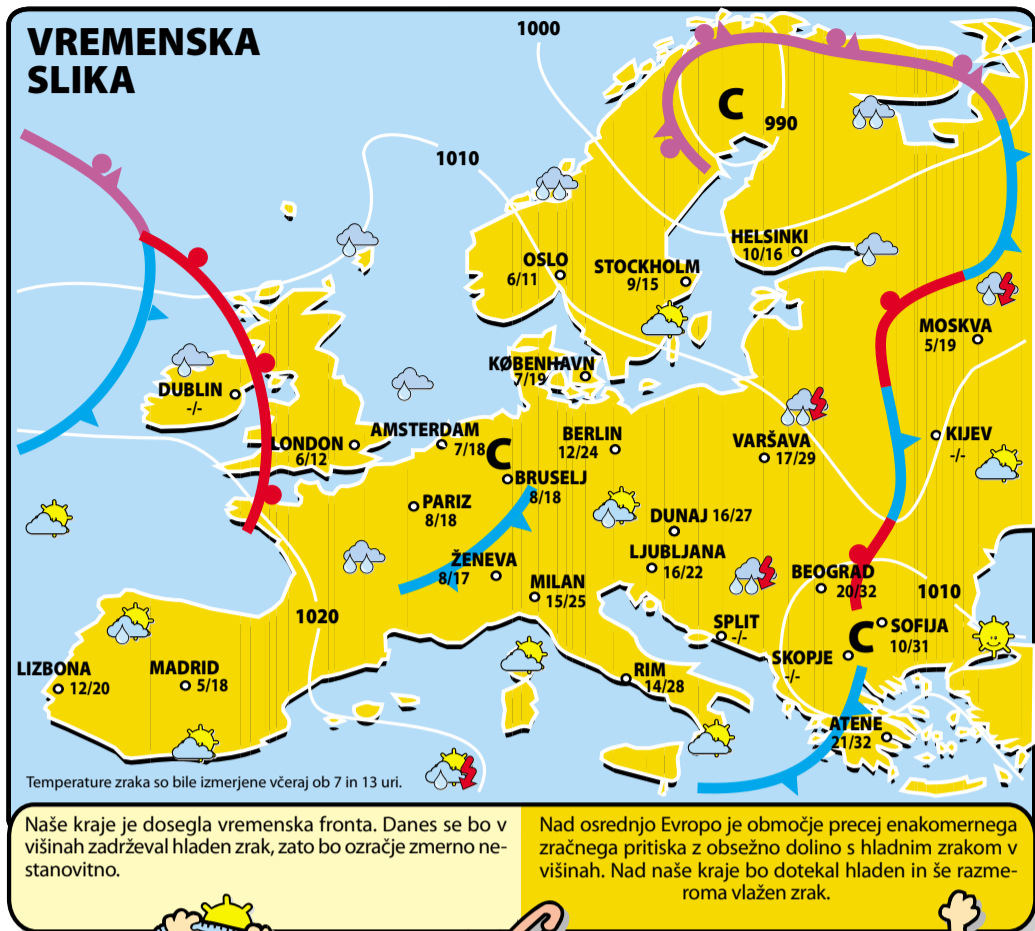 VREMENSKA
SLIKA
1000
C
990
1010
HELSINKI
10/16
OSLO
6/11
STOCKHOLM
9/15
MOSKVA
5/19
KØBENHAVN
7/19
DUBLIN
-/-
LONDON
6/12
AMSTERDAM
7/18
C
BERLIN
12/24
VARŠAVA
17/29
KIJEV
-/-
BRUSELJ
8/18
PARIZ
8/18
DUNAJ 16/27
LJUBLJANA
16/22
ŽENEVA
8/17
MILAN
15/25
BEOGRAD
20/32
1010
1020
SPLIT
-/-
C
SOFIJA
10/31
SKOPJE
-/-
LIZBONA
12/20
MADRID
5/18
RIM
14/28
ATENE
21/32
Temperature zraka so bile izmerjene včeraj ob 7 in 13 uri.
Naše kraje je dosegla vremenska fronta. Danes se bo v
višinah zadrževal hladen zrak, zato bo ozračje zmerno ne-
stanovitno.
Nad osrednjo Evropo je območje precej enakomernega
zračnega pritiska z obsežno dolino s hladnim zrakom v
višinah. Nad naše kraje bo dotekal hladen in še razme-
roma vlažen zrak.